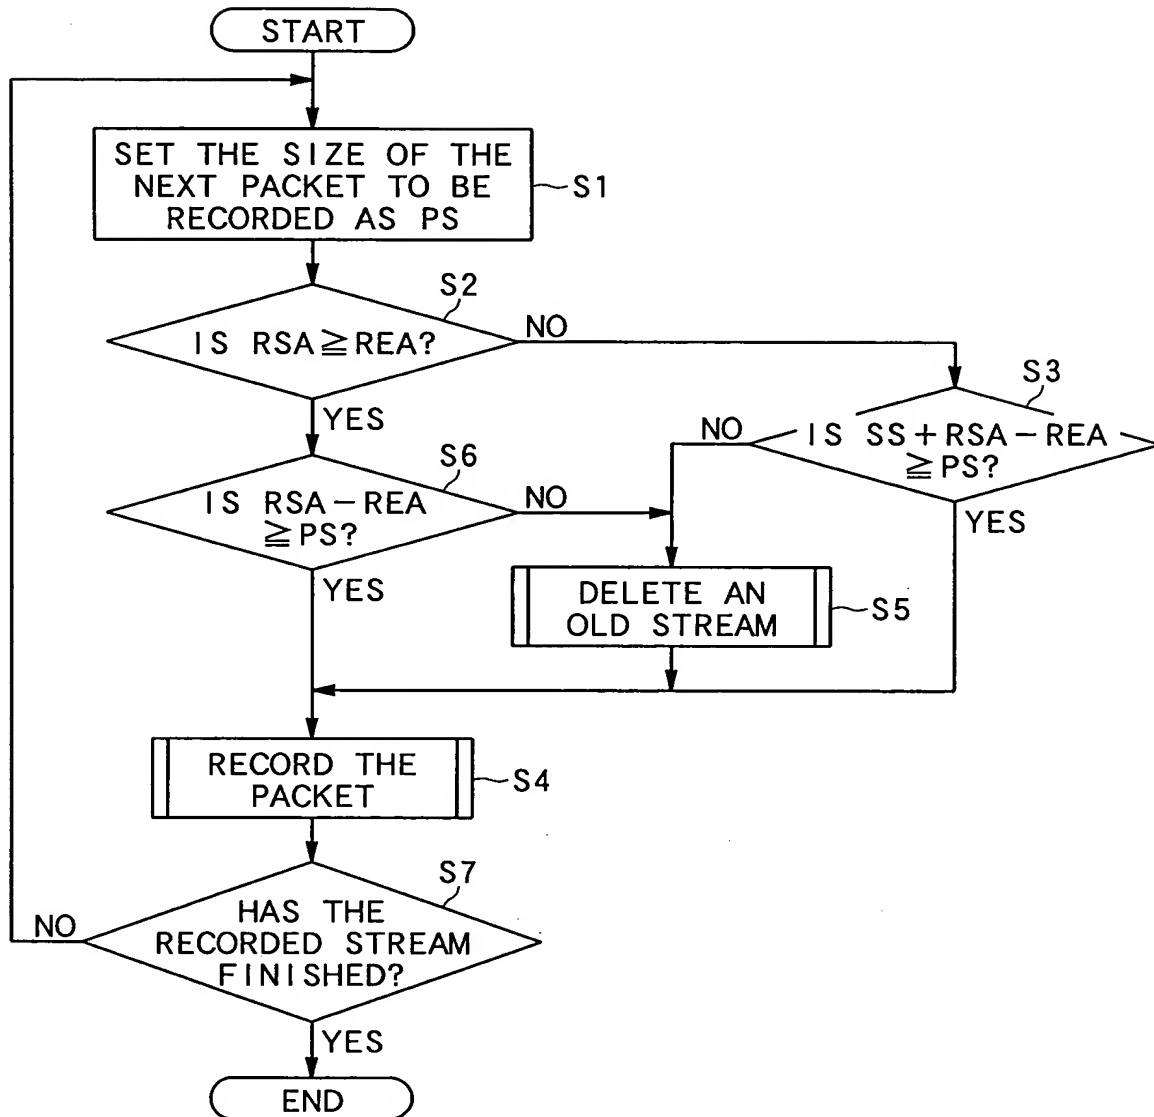 START
SET THE SIZE OF THE
NEXT PACKET TO BE
RECORDED AS PS
S1
S2
IS RSA≧REA?
NO
YES
S3
IS SS+RSA−REA
≧PS?
NO
YES
S6
IS RSA−REA
≧PS?
NO
YES
DELETE AN
OLD STREAM
S5
RECORD THE
PACKET
S4
S7
HAS THE
RECORDED STREAM
FINISHED?
NO
YES
END